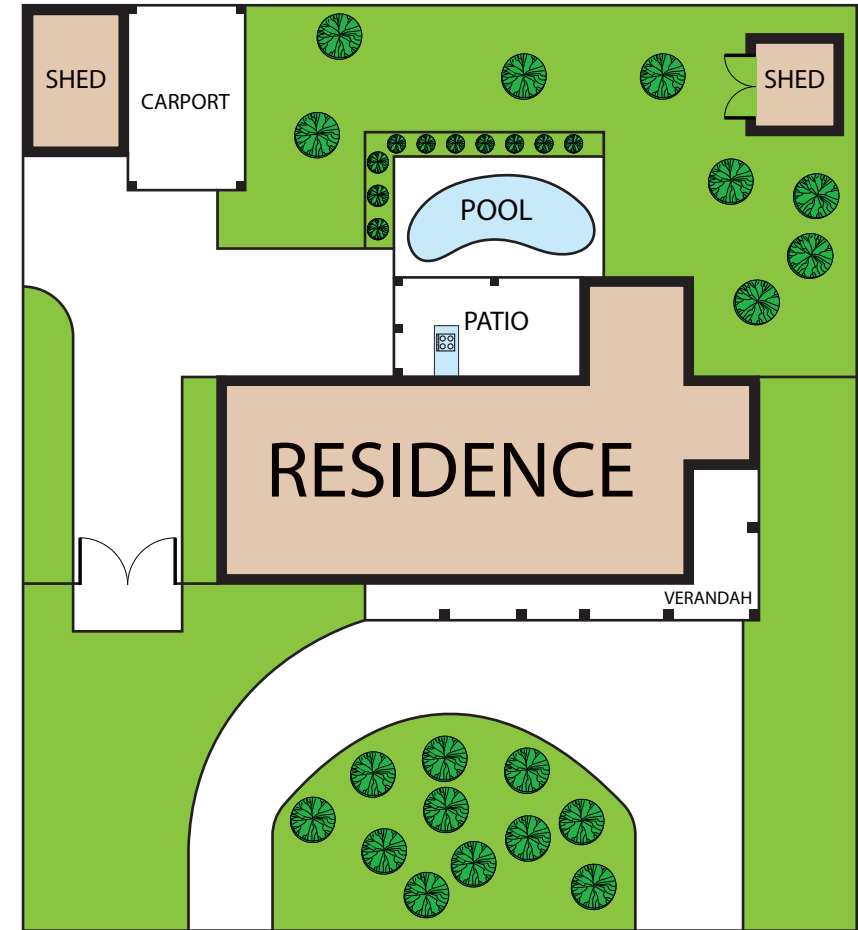 SHED
CARPORT
SHED
POOL
PATIO
RESIDENCE
VERANDAH